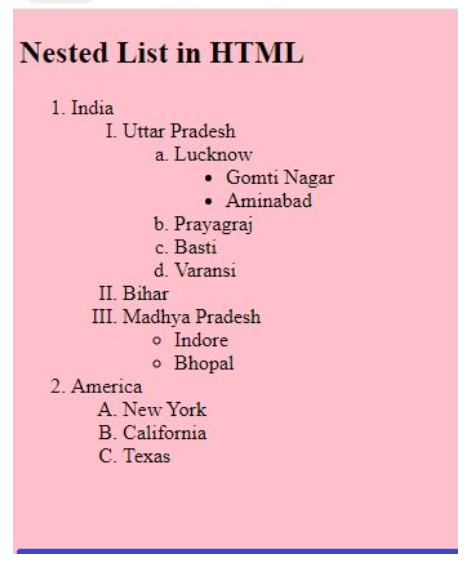 Nested List in HTML
1. India
I. Uttar Pradesh
a. Lucknow
• Gomti Nagar
• Aminabad
b. Prayagraj
c. Basti
d. Varansi
II. Bihar
III. Madhya Pradesh
◦ Indore
◦ Bhopal
2. America
A. New York
B. California
C. Texas